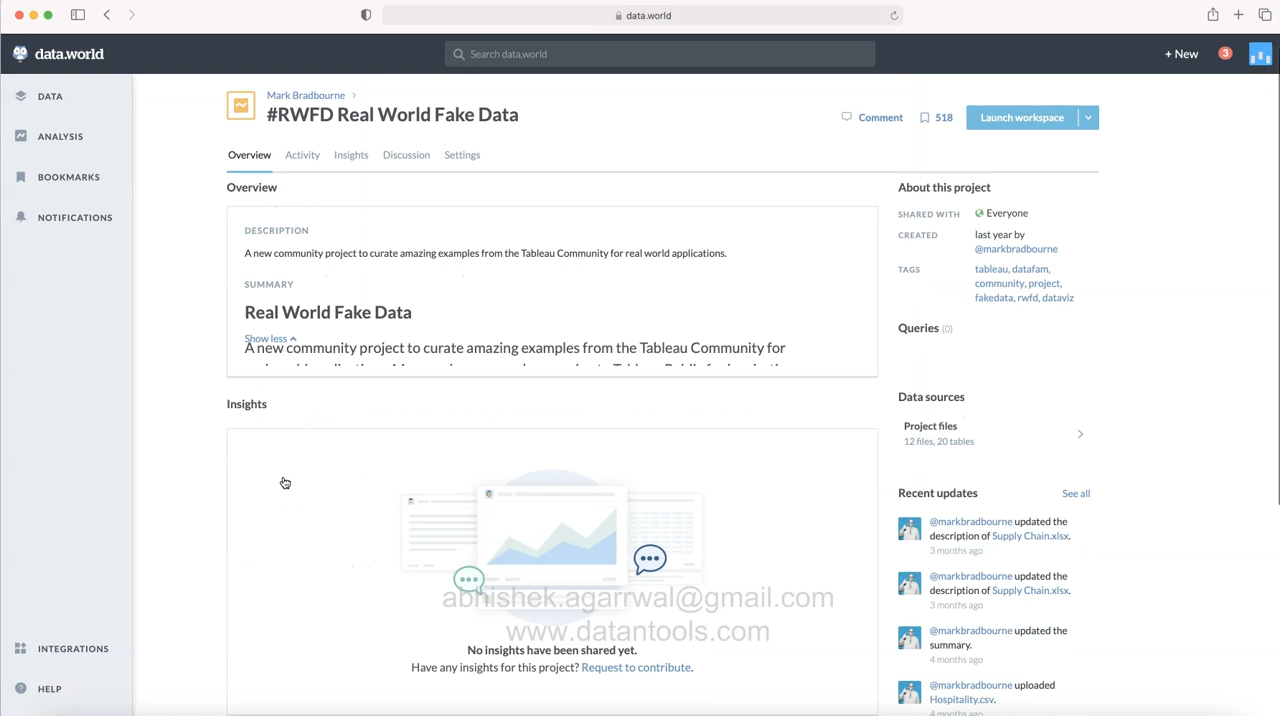 data.world
data.world
Search data.world
+ New
3
DATA
ANALYSIS
BOOKMARKS
NOTIFICATIONS
INTEGRATIONS
HELP
Mark Bradbourne
#RWFD Real World Fake Data
Comment
518
Launch workspace
Overview
Activity
Insights
Discussion
Settings
Overview
DESCRIPTION
A new community project to curate amazing examples from the Tableau Community for real world applications.
SUMMARY
Real World Fake Data
Show less
A new community project to curate amazing examples from the Tableau Community for
Insights
No insights have been shared yet.
Have any insights for this project? Request to contribute.
abhishek.agarrwal@gmail.com
www.datantools.com
About this project
SHARED WITH
Everyone
CREATED
last year by
@markbradbourne
TAGS
tableau, datafam,
community, project,
fakedata, rwfd, dataviz
Queries (0)
Data sources
Project files
12 files, 20 tables
Recent updates
See all
@markbradbourne updated the
description of Supply Chain.xlsx.
3 months ago
@markbradbourne updated the
description of Supply Chain.xlsx.
3 months ago
@markbradbourne updated the
summary.
4 months ago
@markbradbourne uploaded
Hospitality.csv.
4 months ago